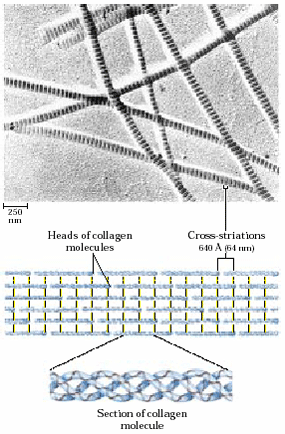 250
nm
Heads of collagen
molecules
Cross-striations
640 Å (64 nm)
Section of collagen
molecule